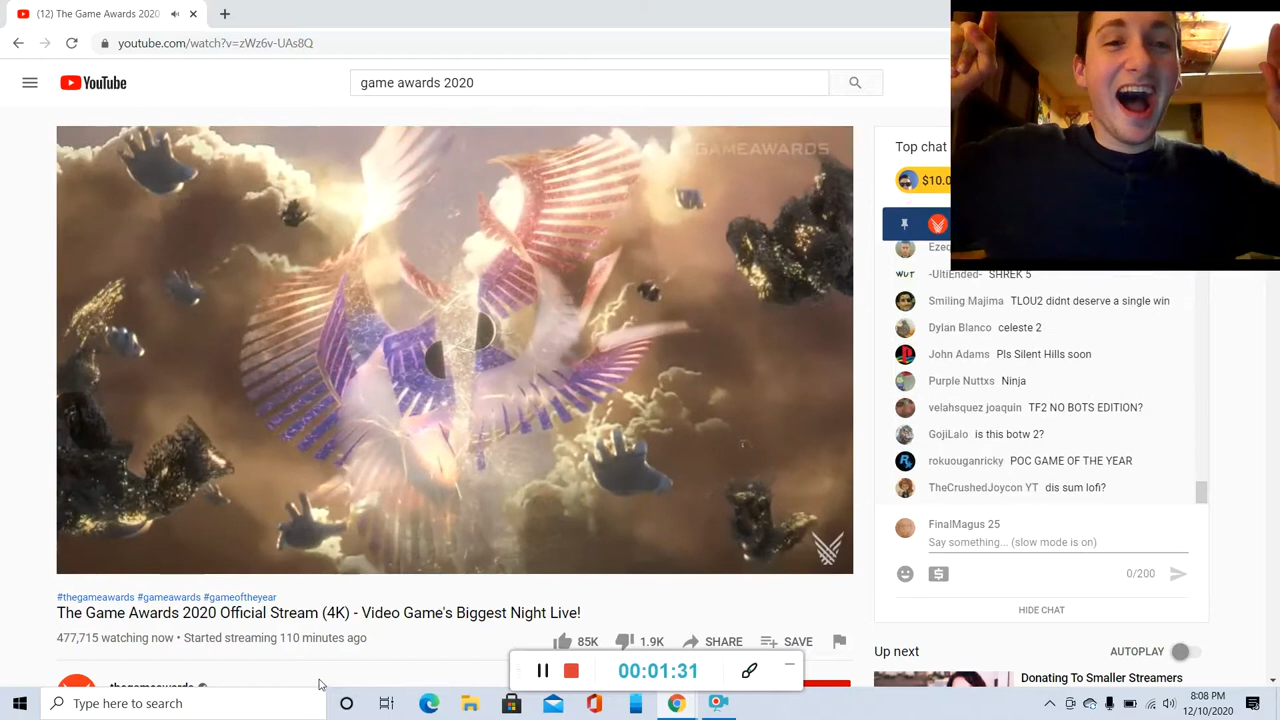 (12) The Game Awards 2020
youtube.com/watch?v=zWz6v-UAs8Q
YouTube
game awards 2020
GAMEAWARDS
Top chat
$10.0
Ezeq
WUT -UltiEnded- SHREK 5
Smiling Majima TLOU2 didnt deserve a single win
Dylan Blanco celeste 2
John Adams Pls Silent Hills soon
Purple Nuttxs Ninja
velahsquez joaquin TF2 NO BOTS EDITION?
GojiLalo is this botw 2?
rokuouganricky POC GAME OF THE YEAR
TheCrushedJoycon YT dis sum lofi?
FinalMagus 25
Say something... (slow mode is on)
0/200
HIDE CHAT
#thegameawards #gameawards #gameoftheyear
The Game Awards 2020 Official Stream (4K) - Video Game's Biggest Night Live!
477,715 watching now • Started streaming 110 minutes ago
85K 1.9K SHARE SAVE
Up next
AUTOPLAY
Donating To Smaller Streamers
thegameawards
00:01:31
Type here to search
8:08 PM
12/10/2020